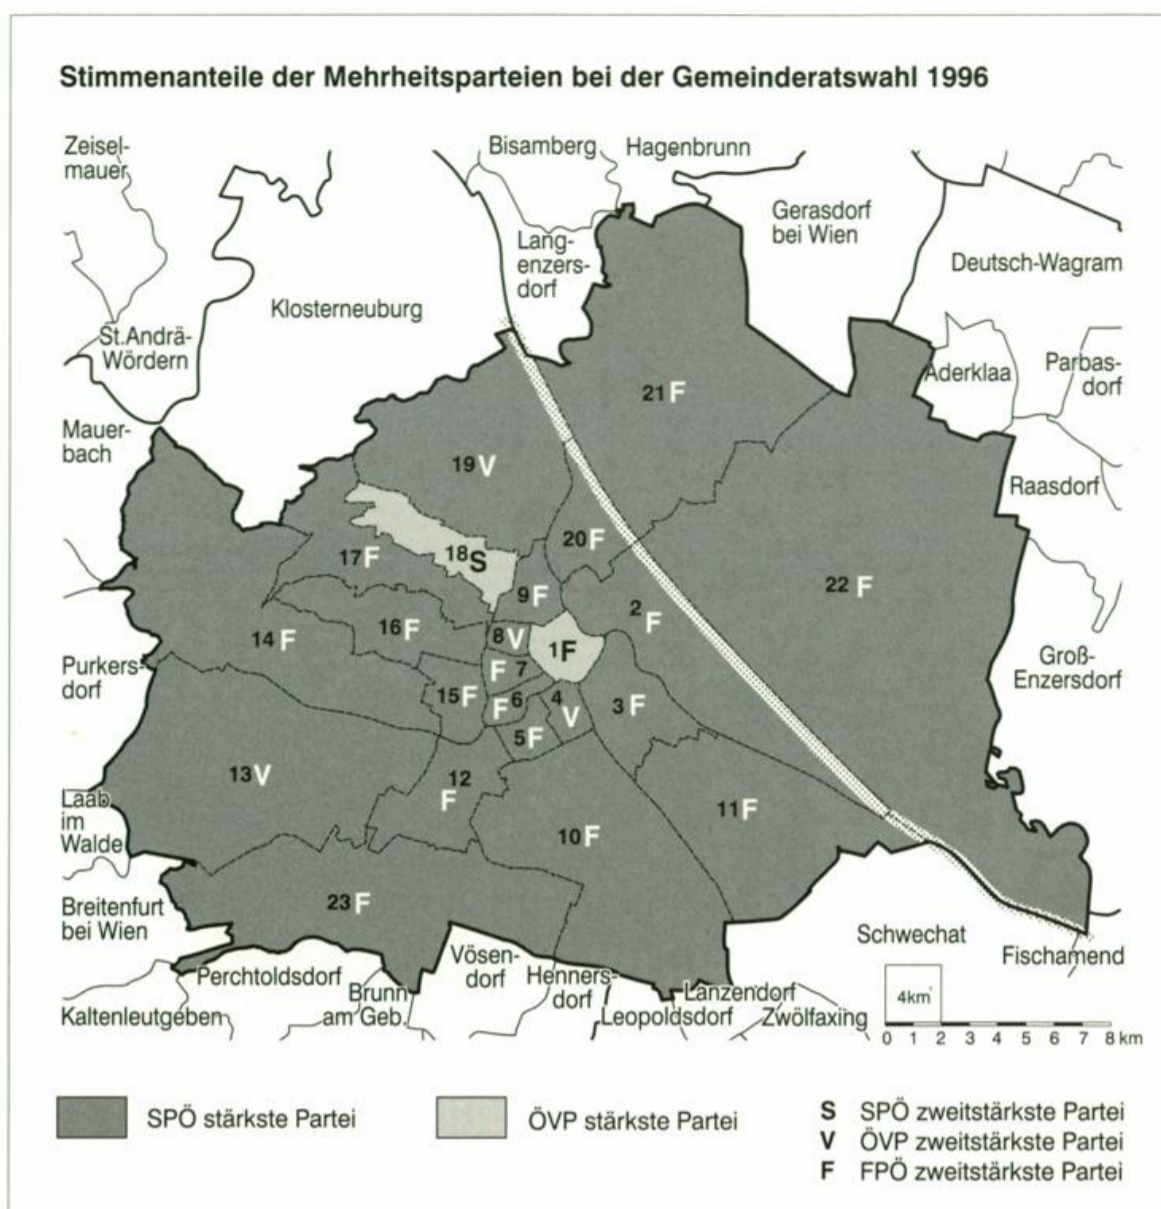 Stimmenanteile der Mehrheitsparteien bei der Gemeinderatswahl 1996
Zeisel-
mauer
Bisamberg
Hagenbrunn
Gerasdorf
bei Wien
Lang-
enzers-
dorf
Deutsch-Wagram
Klosterneuburg
St.Andrä-
Wördern
Aderklaa
Parbas-
dorf
21 F
Mauer-
bach
19 V
Raasdorf
20 F
18 S
17 F
9 F
22 F
2 F
16 F
14 F
8 V
1 F
Purkers-
dorf
F 7
Groß-
Enzersdorf
15 F
F 6
4 V
3 F
5 F
13 V
12 F
Laab
im
Walde
11 F
10 F
23 F
Breitenfurt
bei Wien
Schwechat
Fischamend
Perchtoldsdorf
Vösen-
dorf
Henners-
dorf
Brunn
am Geb.
Lanzendorf
Kaltenleutgeben
Leopoldsdorf
Zwölfaxing
4km²
0 1 2 3 4 5 6 7 8 km
SPÖ stärkste Partei
ÖVP stärkste Partei
S SPÖ zweitstärkste Partei
V ÖVP zweitstärkste Partei
F FPÖ zweitstärkste Partei